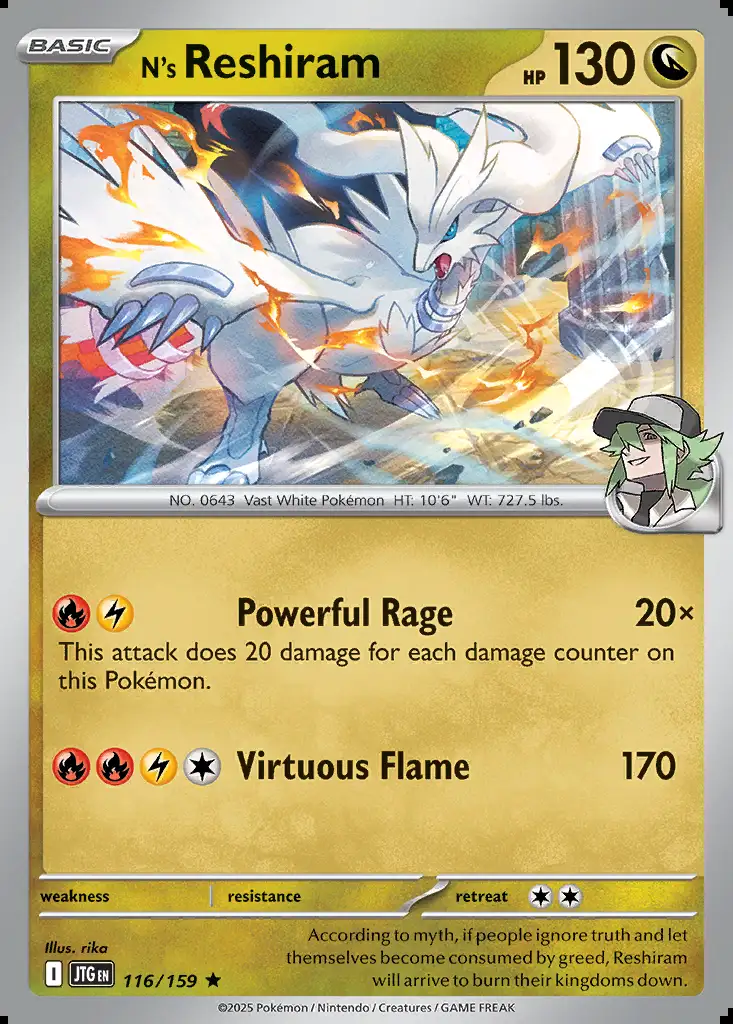 BASIC
N's Reshiram HP 130
NO. 0643 Vast White Pokémon HT: 10'6" WT: 727.5 lbs.
Powerful Rage 20×
This attack does 20 damage for each damage counter on
this Pokémon.
Virtuous Flame 170
weakness resistance retreat
Illus. rika
According to myth, if people ignore truth and let
themselves become consumed by greed, Reshiram
will arrive to burn their kingdoms down.
I JTG EN 116/159 ★
©2025 Pokémon / Nintendo / Creatures / GAME FREAK